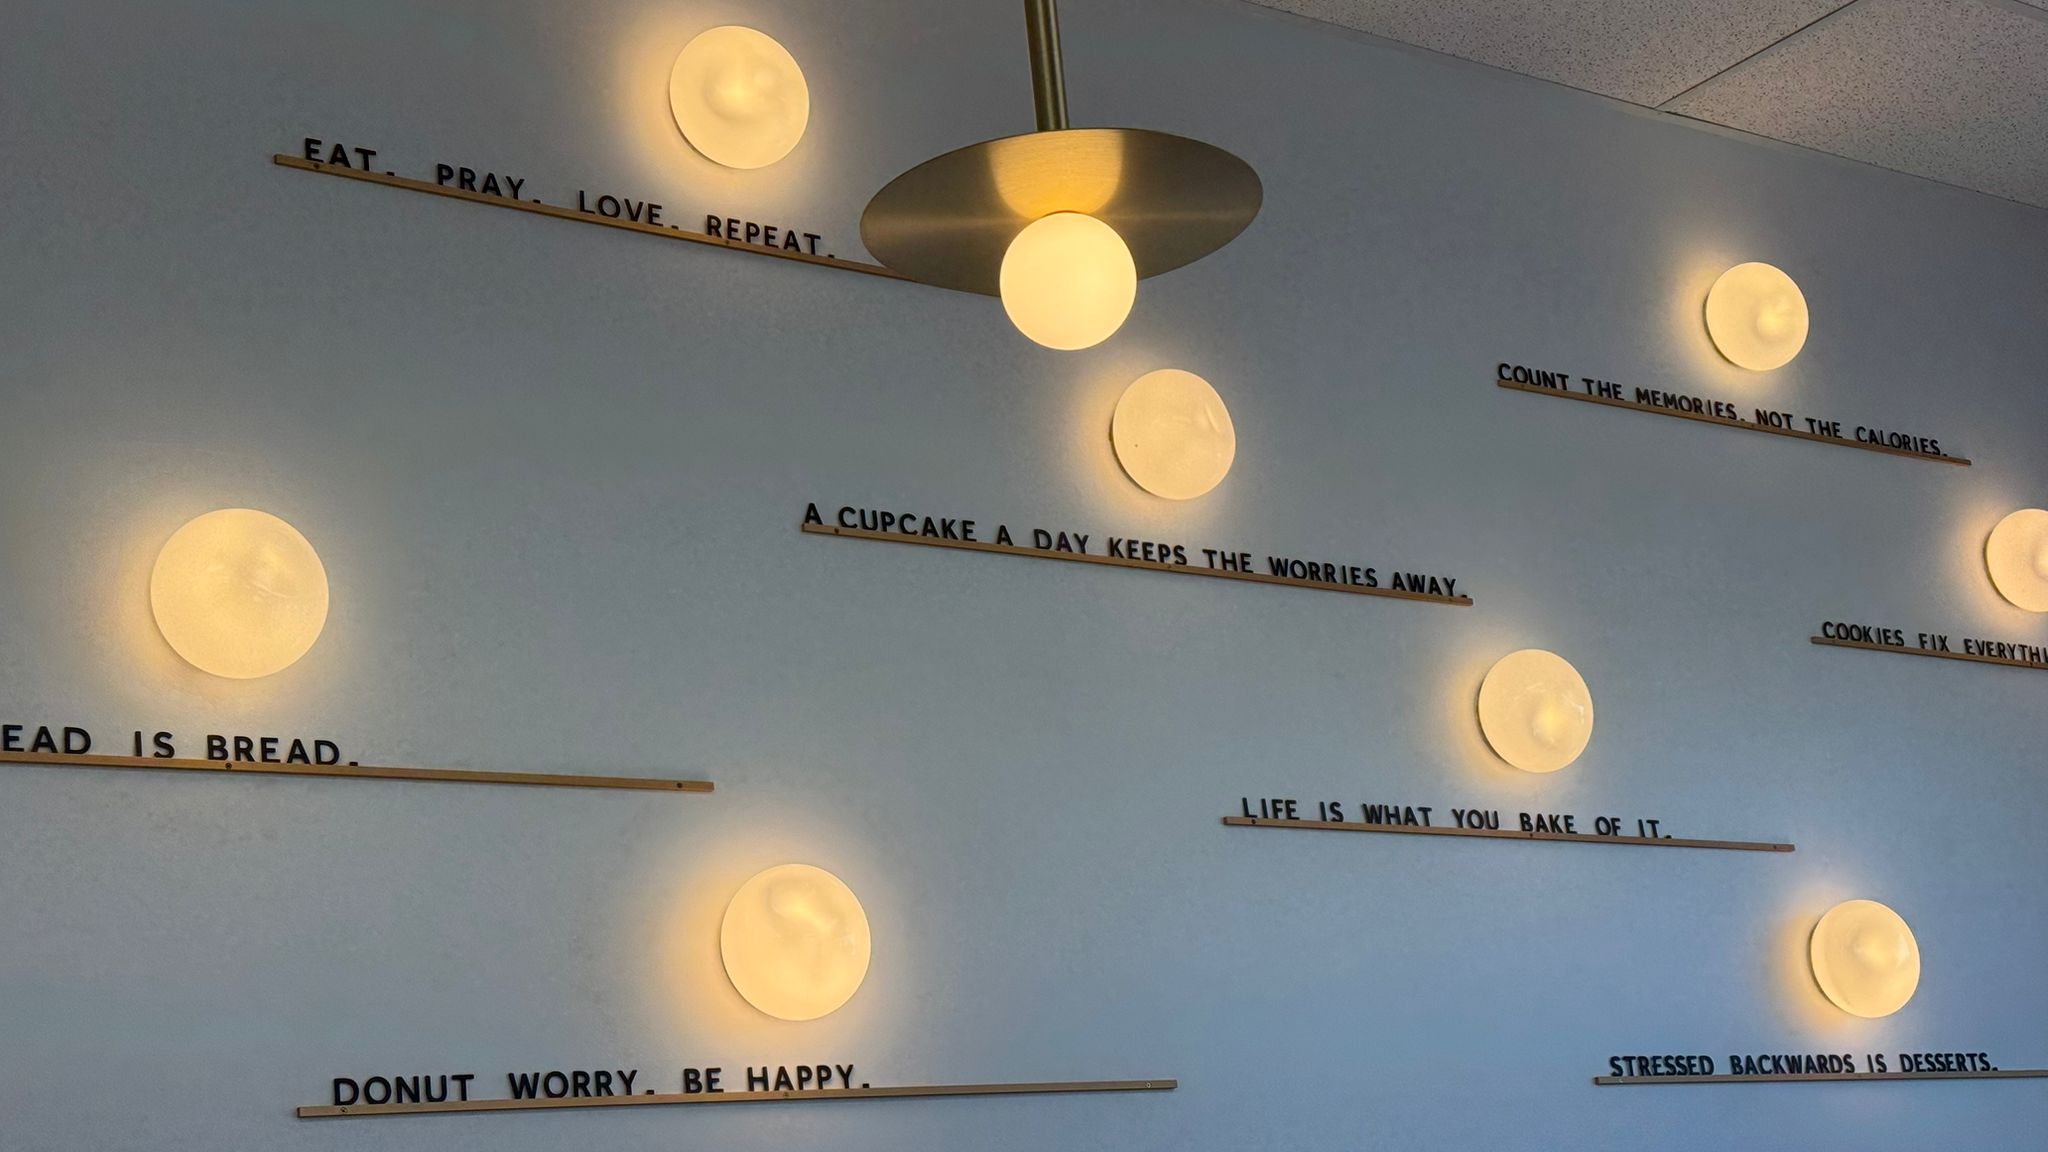 EAT. PRAY. LOVE. REPEAT.
COUNT THE MEMORIES. NOT THE CALORIES.
A CUPCAKE A DAY KEEPS THE WORRIES AWAY.
COOKIES FIX
IS BREAD.
LIFE IS WHAT YOU BAKE OF IT.
STRESSED BACKWARDS IS DESSERTS.
DONUT WORRY. BE HAPPY.